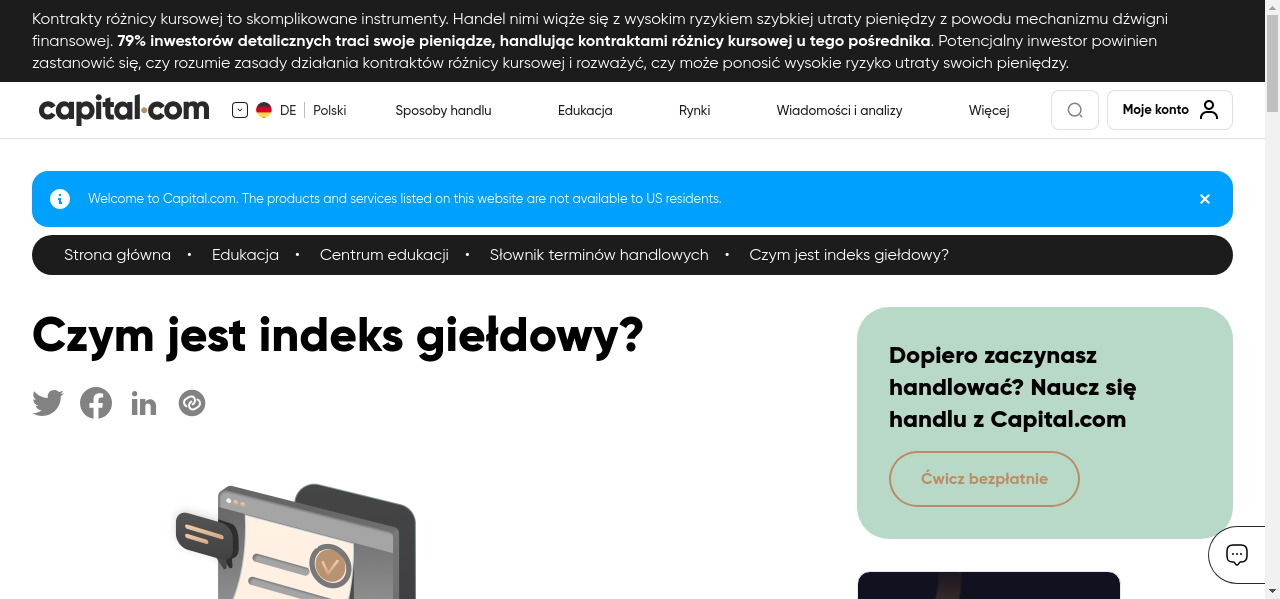 Kontrakty różnicy kursowej to skomplikowane instrumenty. Handel nimi wiąże się z wysokim ryzykiem szybkiej utraty pieniędzy z powodu mechanizmu dźwigni
finansowej. 79% inwestorów detalicznych traci swoje pieniądze, handlując kontraktami różnicy kursowej u tego pośrednika. Potencjalny inwestor powinien
zastanowić się, czy rozumie zasady działania kontraktów różnicy kursowej i rozważyć, czy może ponosić wysokie ryzyko utraty swoich pieniędzy.
capital.com DE Polski Sposoby handlu Edukacja Rynki Wiadomości i analizy Więcej Moje konto
Welcome to Capital.com. The products and services listed on this website are not available to US residents.
Strona główna • Edukacja • Centrum edukacji • Słownik terminów handlowych • Czym jest indeks giełdowy?
Czym jest indeks giełdowy?
Dopiero zaczynasz
handlować? Naucz się
handlu z Capital.com
Ćwicz bezpłatnie